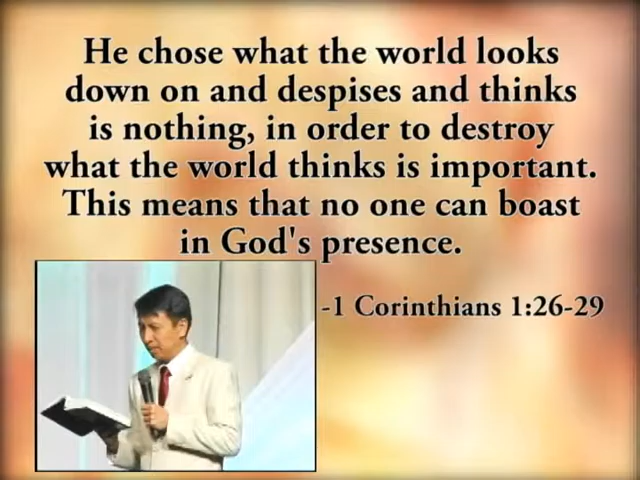 He chose what the world looks
down on and despises and thinks
is nothing, in order to destroy
what the world thinks is important.
This means that no one can boast
in God's presence.
-1 Corinthians 1:26-29